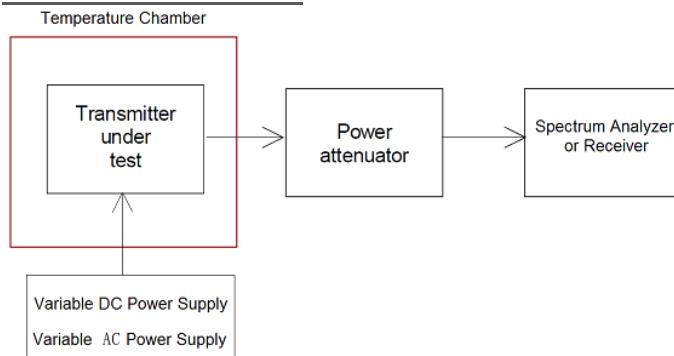 Temperature Chamber
Transmitter
under
test
Power
attenuator
Spectrum Analyzer
or Receiver
Variable DC Power Supply
Variable AC Power Supply